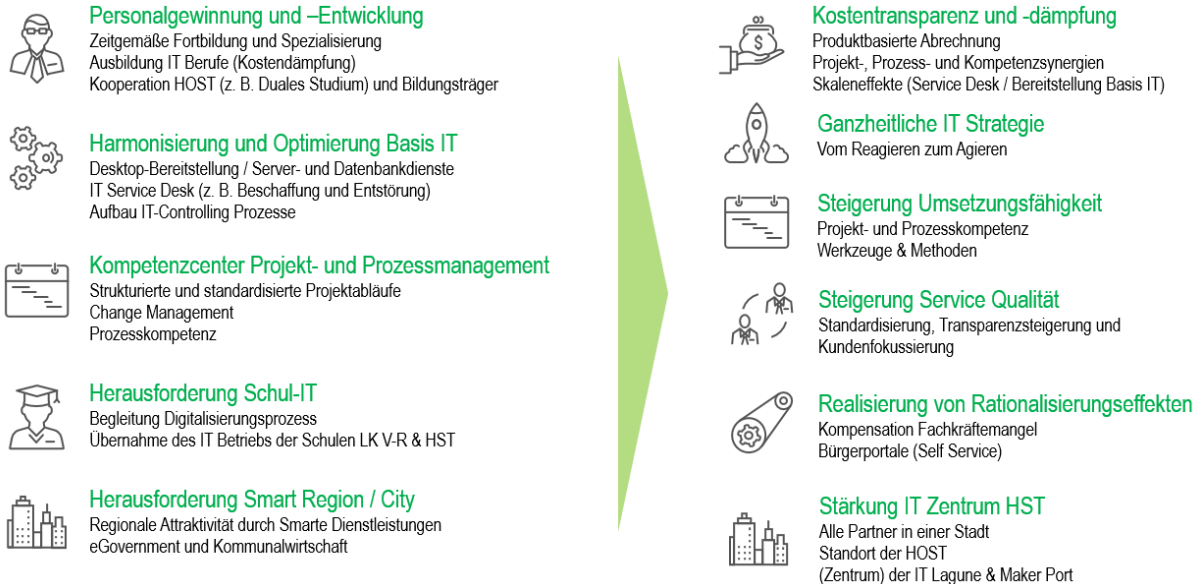 Personalgewinnung und –Entwicklung
Zeitgemäße Fortbildung und Spezialisierung
Ausbildung IT Berufe (Kostendämpfung)
Kooperation HOST (z. B. Duales Studium) und Bildungsträger
Harmonisierung und Optimierung Basis IT
Desktop-Bereitstellung / Server- und Datenbankdienste
IT Service Desk (z. B. Beschaffung und Entstörung)
Aufbau IT-Controlling Prozesse
Kompetenzcenter Projekt- und Prozessmanagement
Strukturierte und standardisierte Projektabläufe
Change Management
Prozesskompetenz
Herausforderung Schul-IT
Begleitung Digitalisierungsprozess
Übernahme des IT Betriebs der Schulen LK V-R & HST
Herausforderung Smart Region / City
Regionale Attraktivität durch Smarte Dienstleistungen
eGovernment und Kommunalwirtschaft
Kostentransparenz und -dämpfung
Produktbasierte Abrechnung
Projekt-, Prozess- und Kompetenzsynergien
Skaleneffekte (Service Desk / Bereitstellung Basis IT)
$
Ganzheitliche IT Strategie
Vom Reagieren zum Agieren
Steigerung Umsetzungsfähigkeit
Projekt- und Prozesskompetenz
Werkzeuge & Methoden
Steigerung Service Qualität
Standardisierung, Transparenzsteigerung und
Kundenfokussierung
Realisierung von Rationalisierungseffekten
Kompensation Fachkräftemangel
Bürgerportale (Self Service)
Stärkung IT Zentrum HST
Alle Partner in einer Stadt
Standort der HOST
(Zentrum) der IT Lagune & Maker Port